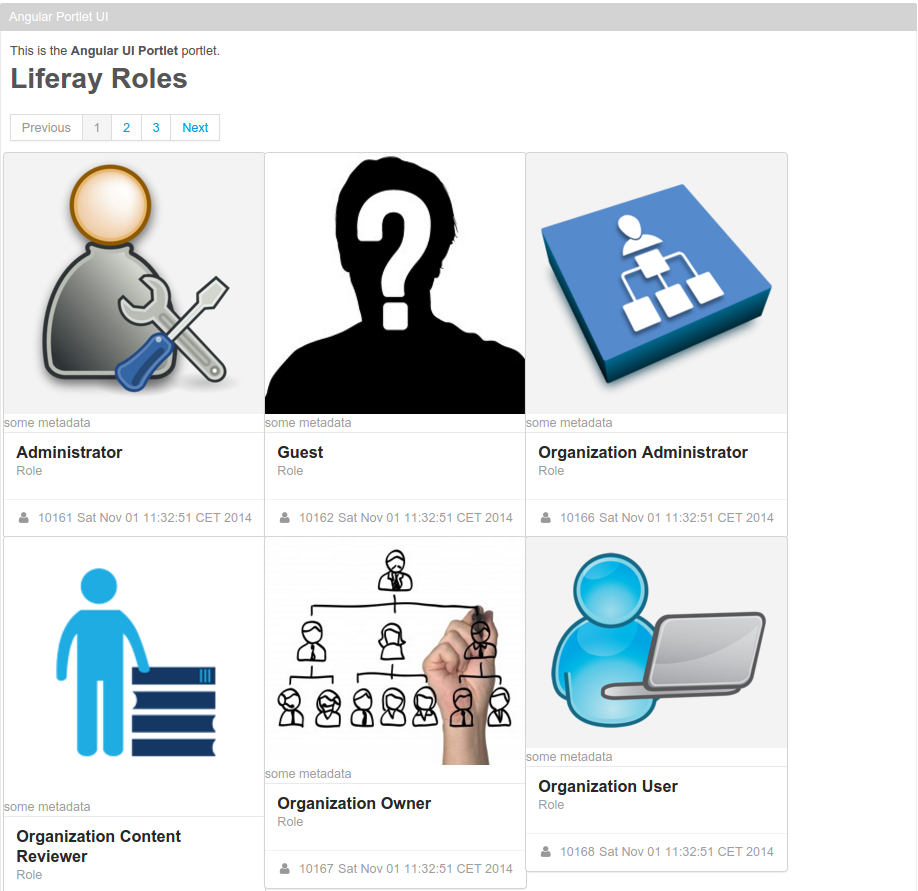 Angular Portlet UI
This is the Angular UI Portlet portlet.
Liferay Roles
Previous 1 2 3 Next
?
some metadata
Administrator
Role
10161 Sat Nov 01 11:32:51 CET 2014
some metadata
Guest
Role
10162 Sat Nov 01 11:32:51 CET 2014
some metadata
Organization Administrator
Role
10166 Sat Nov 01 11:32:51 CET 2014
some metadata
Organization Content
Reviewer
Role
some metadata
Organization Owner
Role
10167 Sat Nov 01 11:32:51 CET 2014
some metadata
Organization User
Role
10168 Sat Nov 01 11:32:51 CET 2014